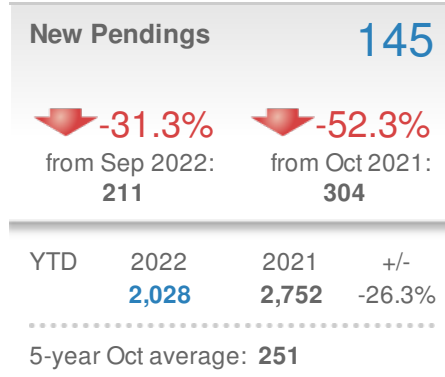 New Pendings 145
-31.3% -52.3%
from Sep 2022: from Oct 2021:
211 304
YTD 2022 2021 +/-
2,028 2,752 -26.3%
5-year Oct average: 251